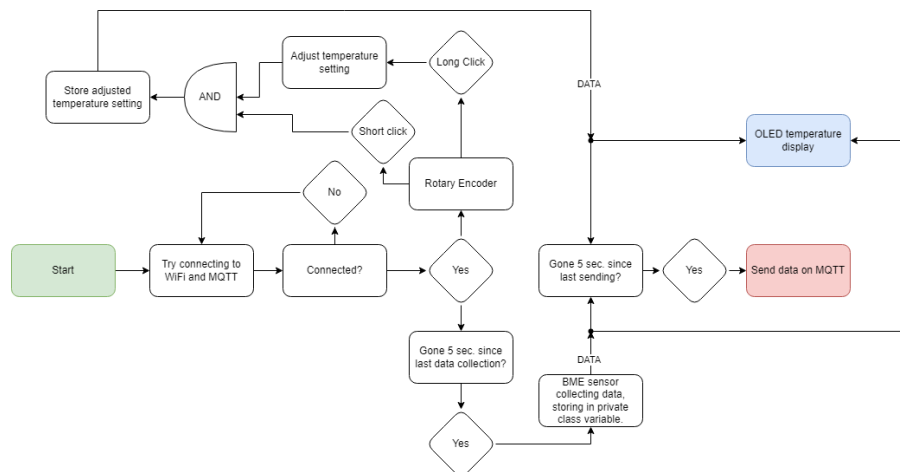 Adjust temperature
setting
Long Click
Store adjusted
temperature setting
AND
DATA
Short click
OLED temperature
display
Rotary Encoder
No
Start
Try connecting to
WiFi and MQTT
Connected?
Yes
Gone 5 sec. since
last sending?
Yes
Send data on MQTT
Gone 5 sec. since
last data collection?
DATA
BME sensor
collecting data,
storing in private
class variable.
Yes